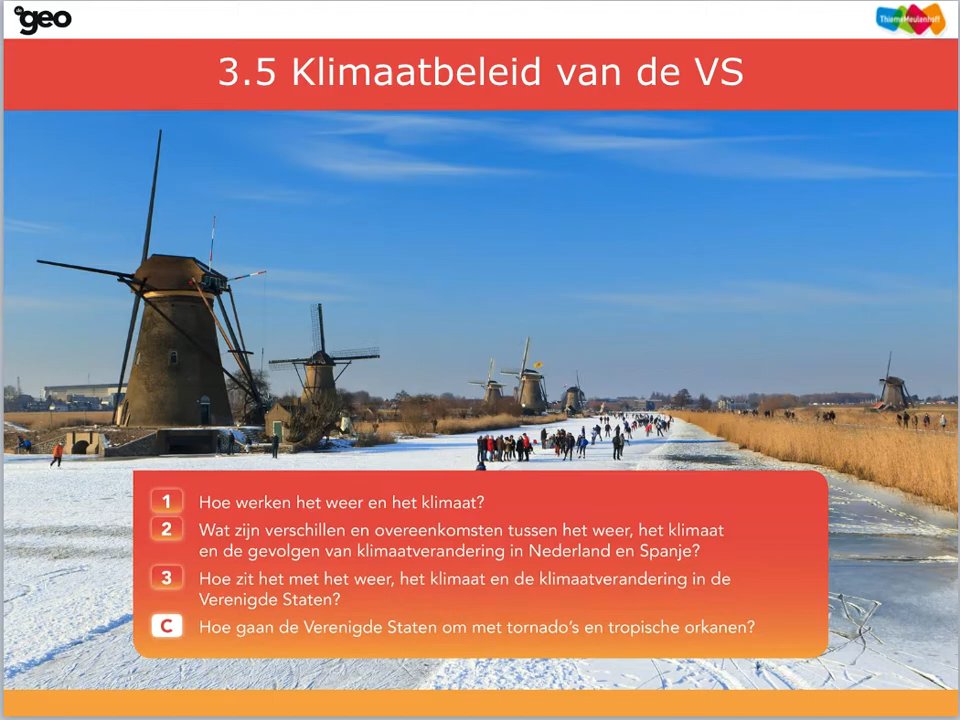 de geo
ThiemeMeulenhoff
3.5 Klimaatbeleid van de VS
1 Hoe werken het weer en het klimaat?
2 Wat zijn verschillen en overeenkomsten tussen het weer, het klimaat
en de gevolgen van klimaatverandering in Nederland en Spanje?
3 Hoe zit het met het weer, het klimaat en de klimaatverandering in de
Verenigde Staten?
C Hoe gaan de Verenigde Staten om met tornado's en tropische orkanen?